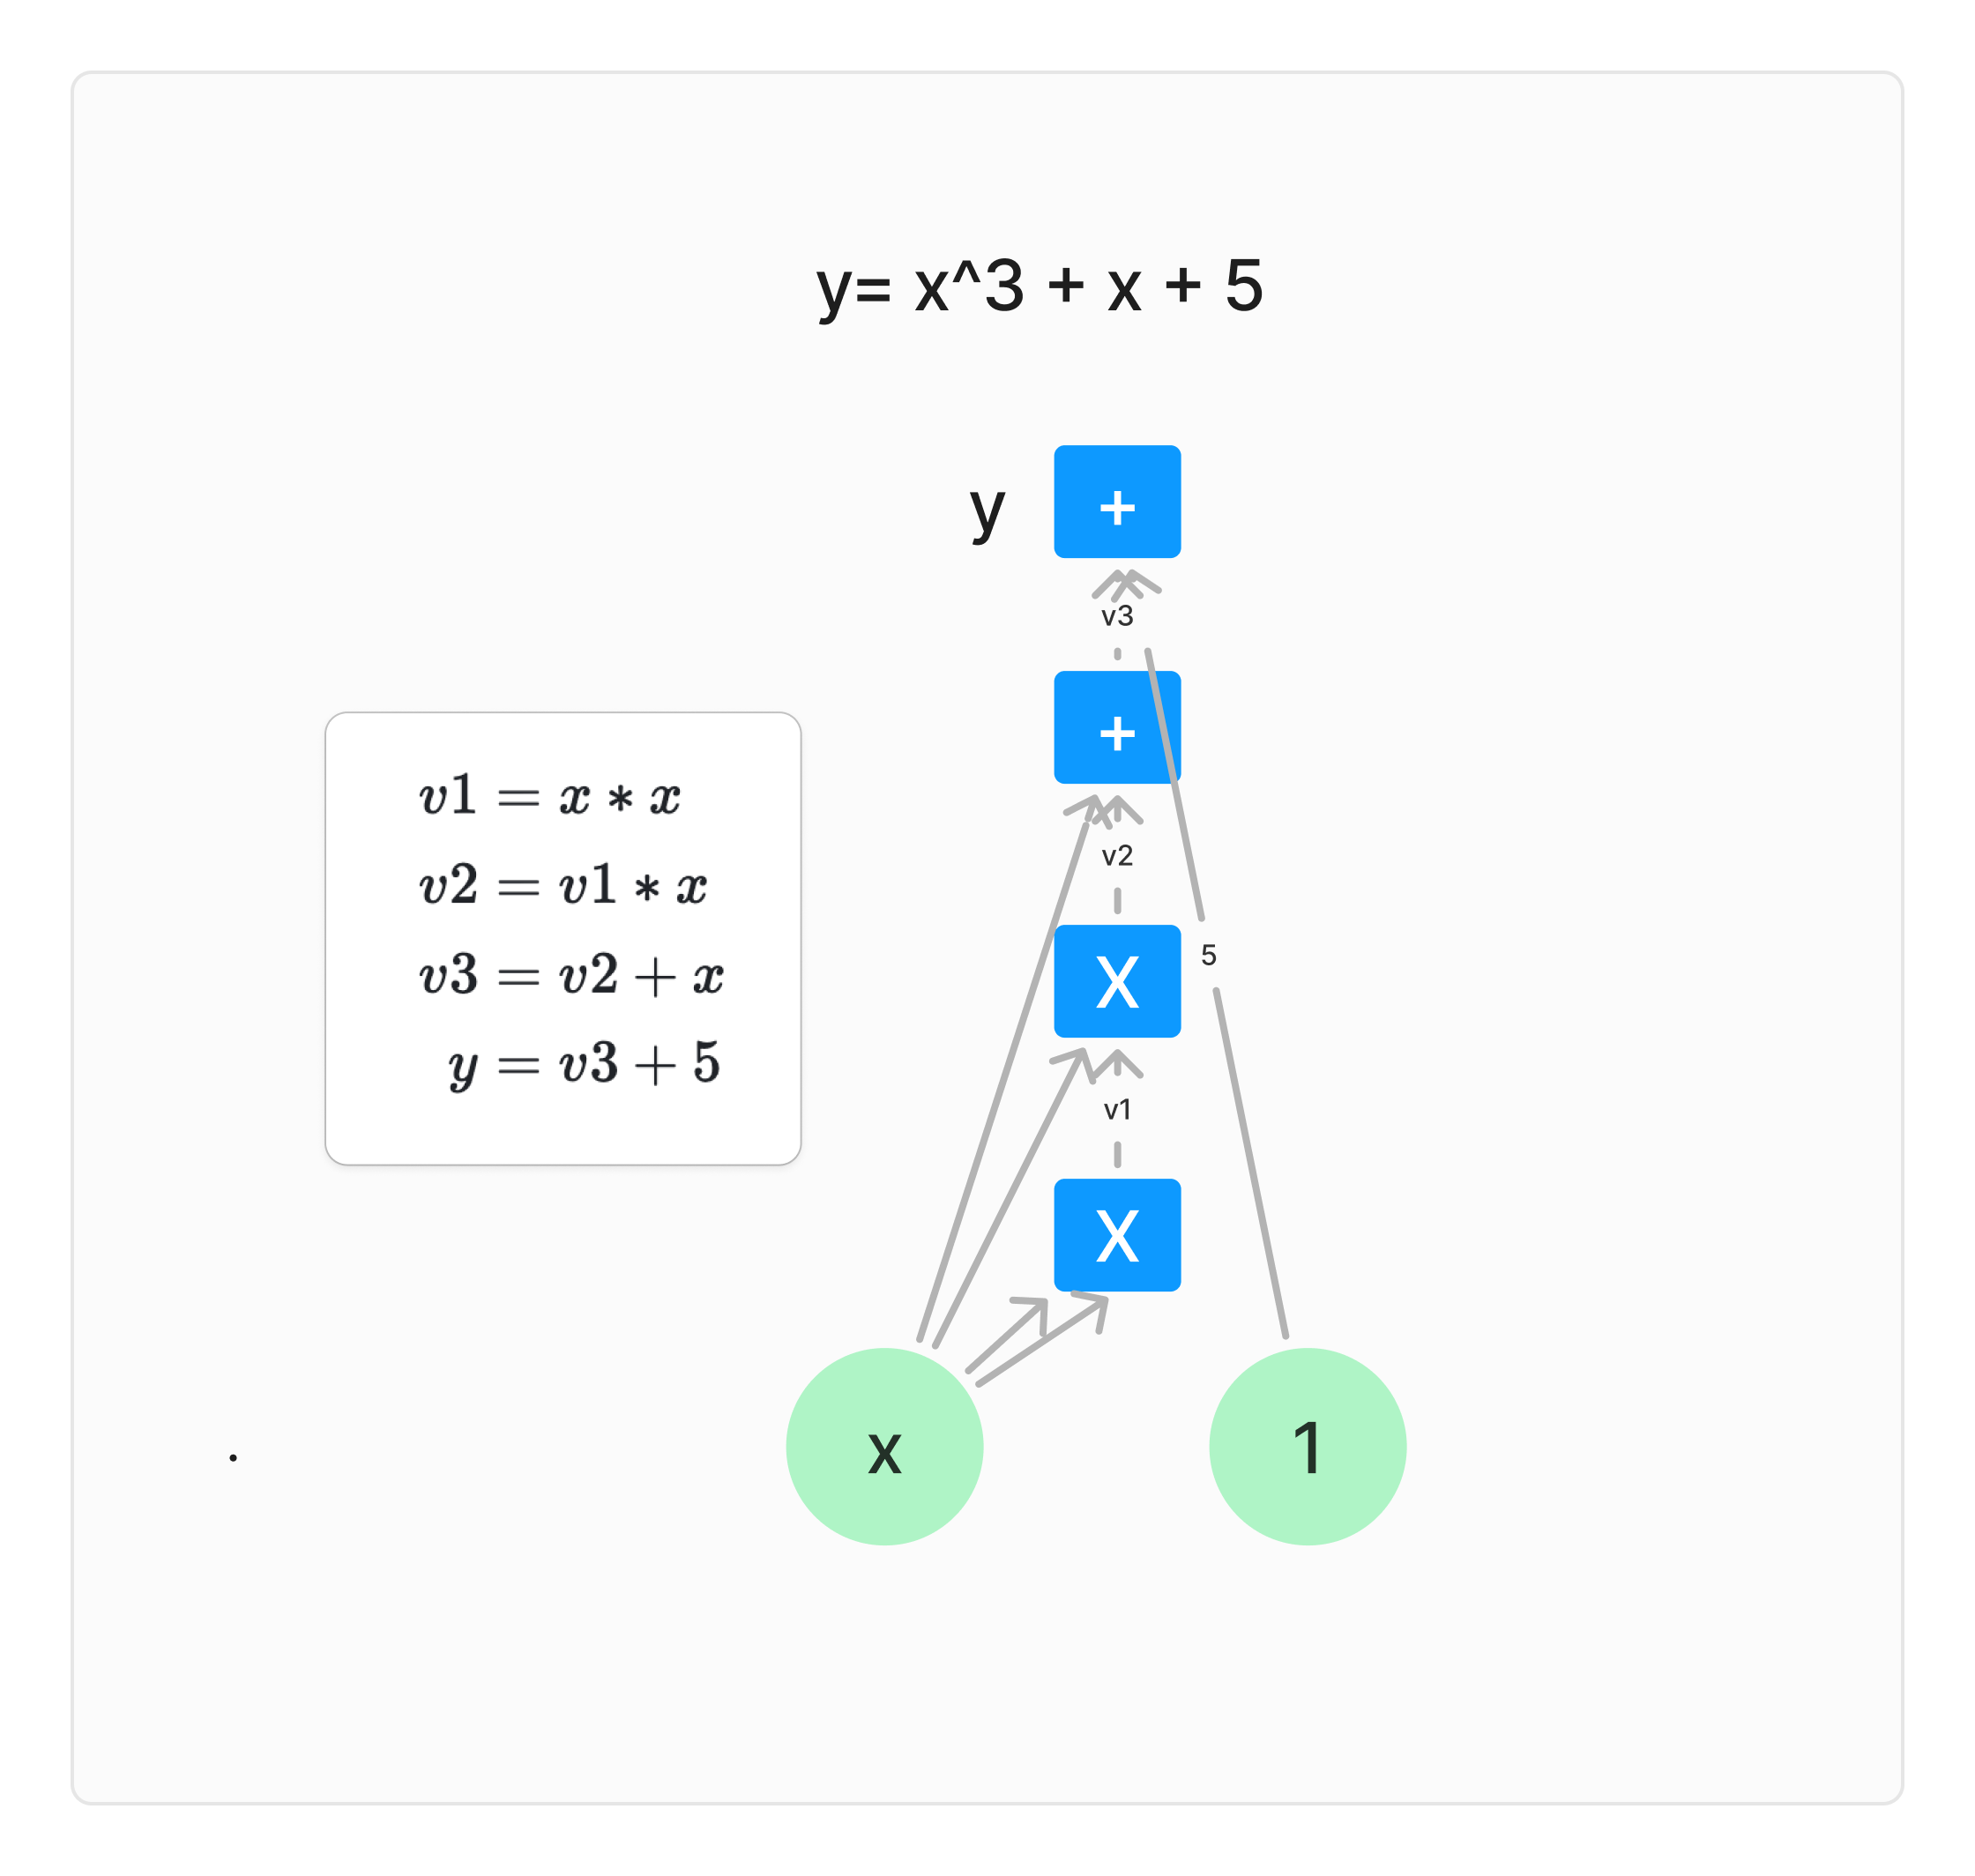 y= x^3 + x + 5
y
+
v3
+
v1 = x * x
v2 = v1 * x
v3 = v2 + x
y = v3 + 5
v2
X
5
v1
X
x
1
.